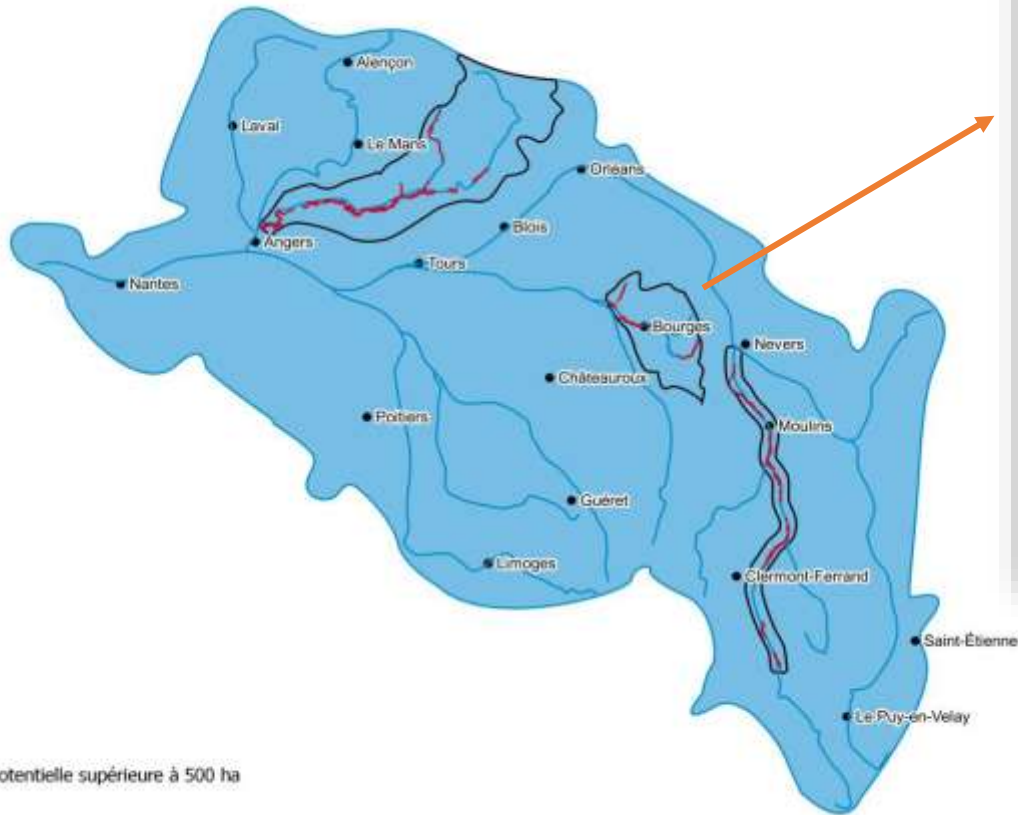 Alençon
Laval
Le Mans
Orléans
Angers
Blois
Tours
Nantes
Bourges
Nevers
Châteauroux
Poitiers
Moulins
Guéret
Limoges
Clermont-Ferrand
Saint-Étienne
Le Puy-en-Velay
otentielle supérieure à 500 ha